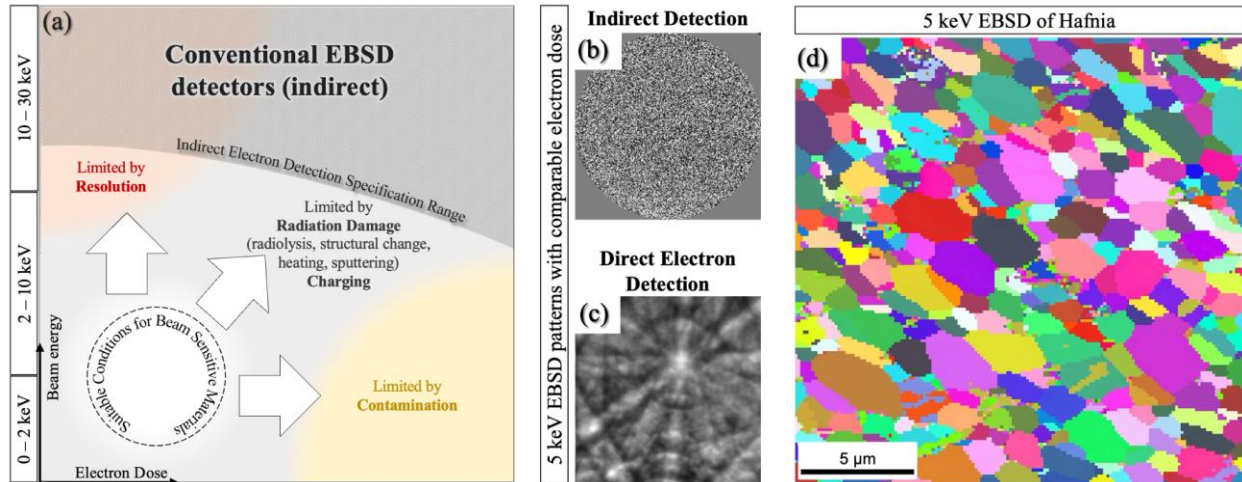 (a)
Conventional EBSD
detectors (indirect)
10 – 30 keV
2 – 10 keV
0 – 2 keV
Beam energy
Electron Dose
Indirect Electron Detection Specification Range
Limited by
Resolution
Limited by
Radiation Damage
(radiolysis, structural change,
heating, sputtering)
Charging
Suitable Conditions for Beam Sensitive Materials
Limited by
Contamination
5 keV EBSD patterns with comparable electron dose
Indirect Detection
(b)
Direct Electron
Detection
(c)
5 keV EBSD of Hafnia
(d)
5 µm